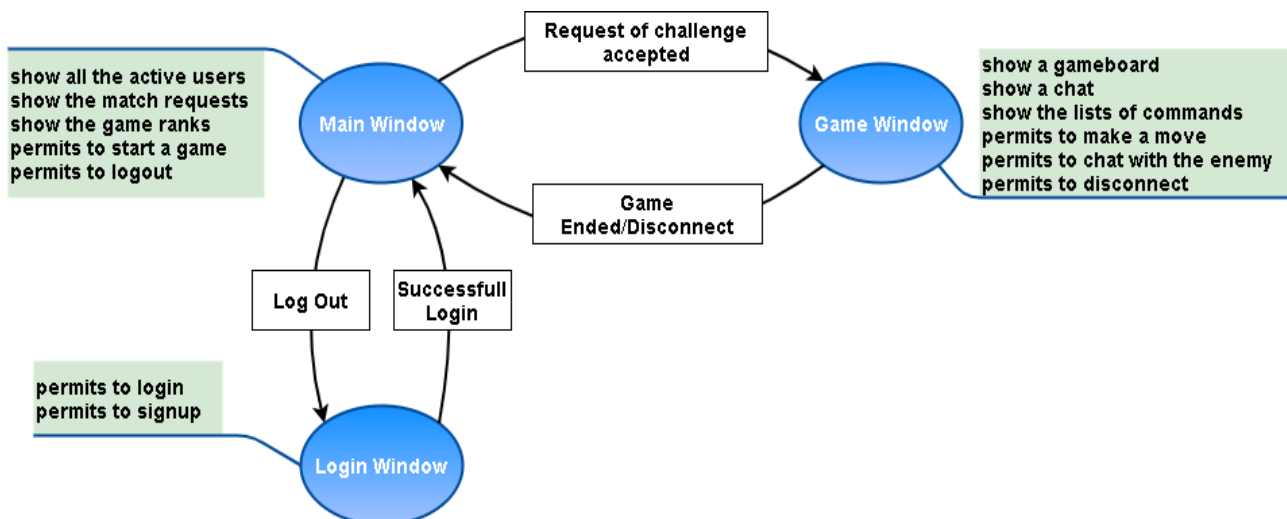 Request of challenge
accepted
show all the active users
show the match requests
show the game ranks
permits to start a game
permits to logout
Main Window
Game Window
show a gameboard
show a chat
show the lists of commands
permits to make a move
permits to chat with the enemy
permits to disconnect
Game
Ended/Disconnect
Log Out
Successfull
Login
permits to login
permits to signup
Login Window